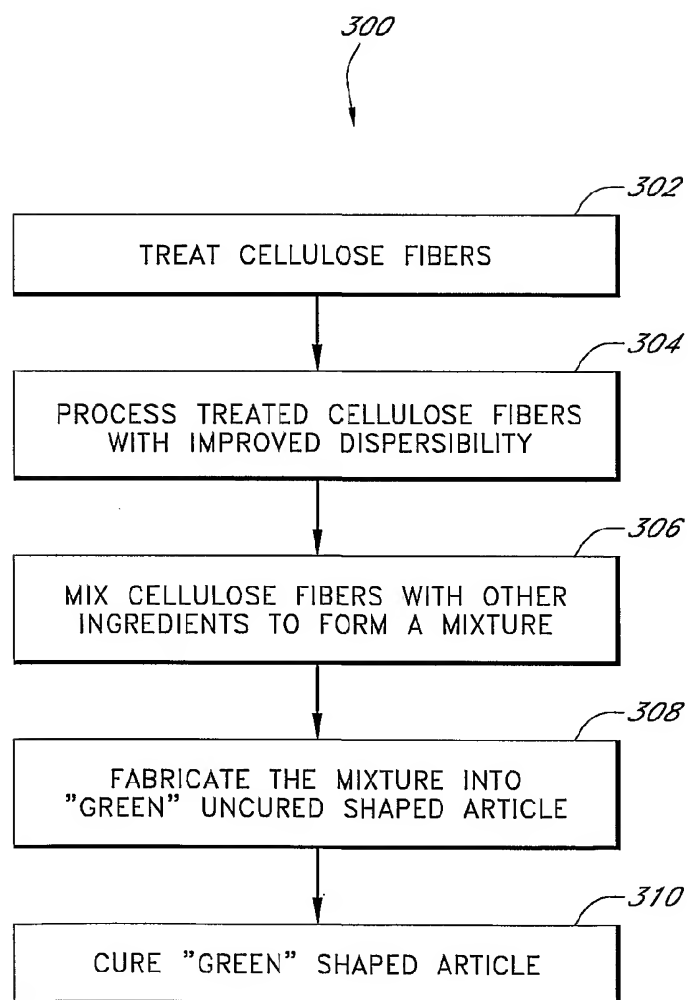 300
302
TREAT CELLULOSE FIBERS
304
PROCESS TREATED CELLULOSE FIBERS
WITH IMPROVED DISPERSIBILITY
306
MIX CELLULOSE FIBERS WITH OTHER
INGREDIENTS TO FORM A MIXTURE
308
FABRICATE THE MIXTURE INTO
"GREEN" UNCURED SHAPED ARTICLE
310
CURE "GREEN" SHAPED ARTICLE